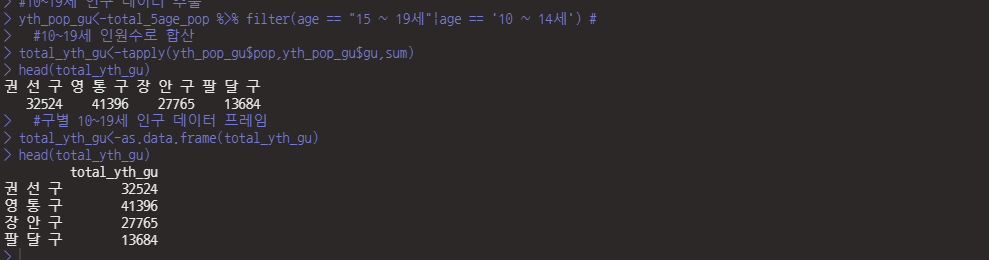 > #10~19세 인구 데이터 추출
> yth_pop_gu<-total_5age_pop %>% filter(age == "15 ~ 19세"|age == '10 ~ 14세') #
>   #10~19세 인원수로 합산
> total_yth_gu<-tapply(yth_pop_gu$pop,yth_pop_gu$gu,sum)
> head(total_yth_gu)
권 선 구 영 통 구 장 안 구 팔 달 구
32524 41396 27765 13684
>   #구별 10~19세 인구 데이터 프레임
> total_yth_gu<-as.data.frame(total_yth_gu)
> head(total_yth_gu)
total_yth_gu
권 선 구 32524
영 통 구 41396
장 안 구 27765
팔 달 구 13684
>